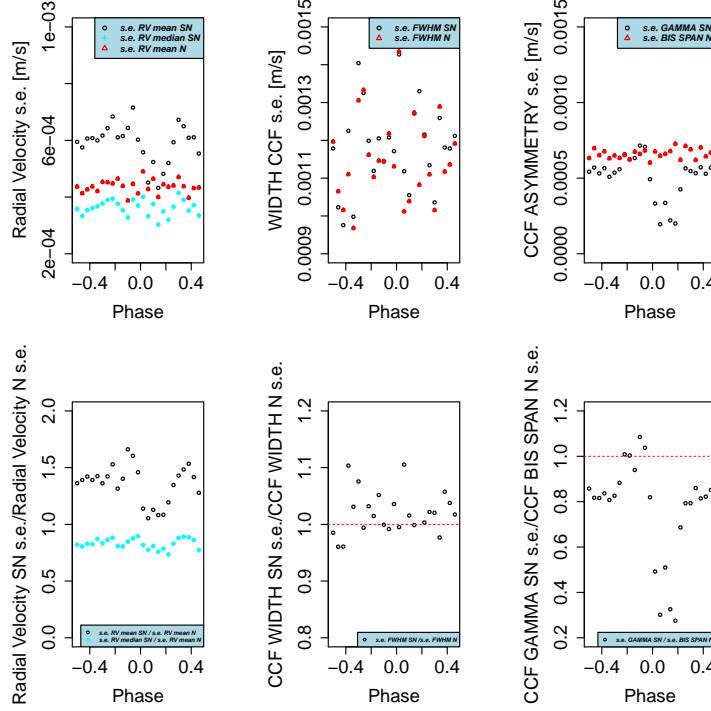 Radial Velocity s.e. [m/s]
1e-03
6e-04
2e-04
s.e. RV mean SN
s.e. RV median SN
s.e. RV mean N
−0.4 0.0 0.4
Phase
WIDTH CCF s.e. [m/s]
0.0015
0.0013
0.0011
0.0009
s.e. FWHM SN
s.e. FWHM N
−0.4 0.0 0.4
Phase
CCF ASYMMETRY s.e. [m/s]
0.0015
0.0010
0.0005
0.0000
s.e. GAMMA SN
s.e. BIS SPAN N
−0.4 0.0 0.4
Phase
Radial Velocity SN s.e./Radial Velocity N s.e.
2.0
1.5
1.0
0.5
0.0
s.e. RV mean SN / s.e. RV mean N
s.e. RV median SN / s.e. RV mean N
−0.4 0.0 0.4
Phase
CCF WIDTH SN s.e./CCF WIDTH N s.e.
1.2
1.1
1.0
0.9
0.8
s.e. FWHM SN / s.e. FWHM N
−0.4 0.0 0.4
Phase
CCF GAMMA SN s.e./CCF BIS SPAN N s.e.
1.2
1.0
0.8
0.6
0.4
0.2
s.e. GAMMA SN / s.e. BIS SPAN N
−0.4 0.0 0.4
Phase